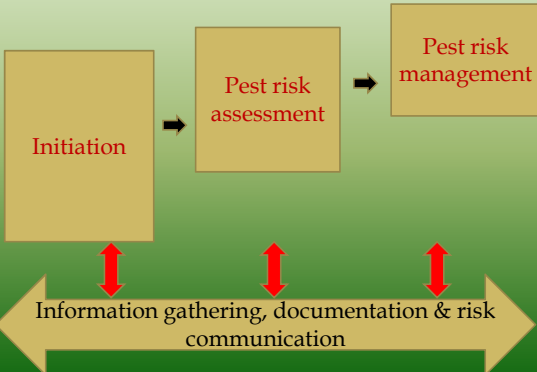 Initiation
Pest risk
assessment
Pest risk
management
Information gathering, documentation & risk
communication